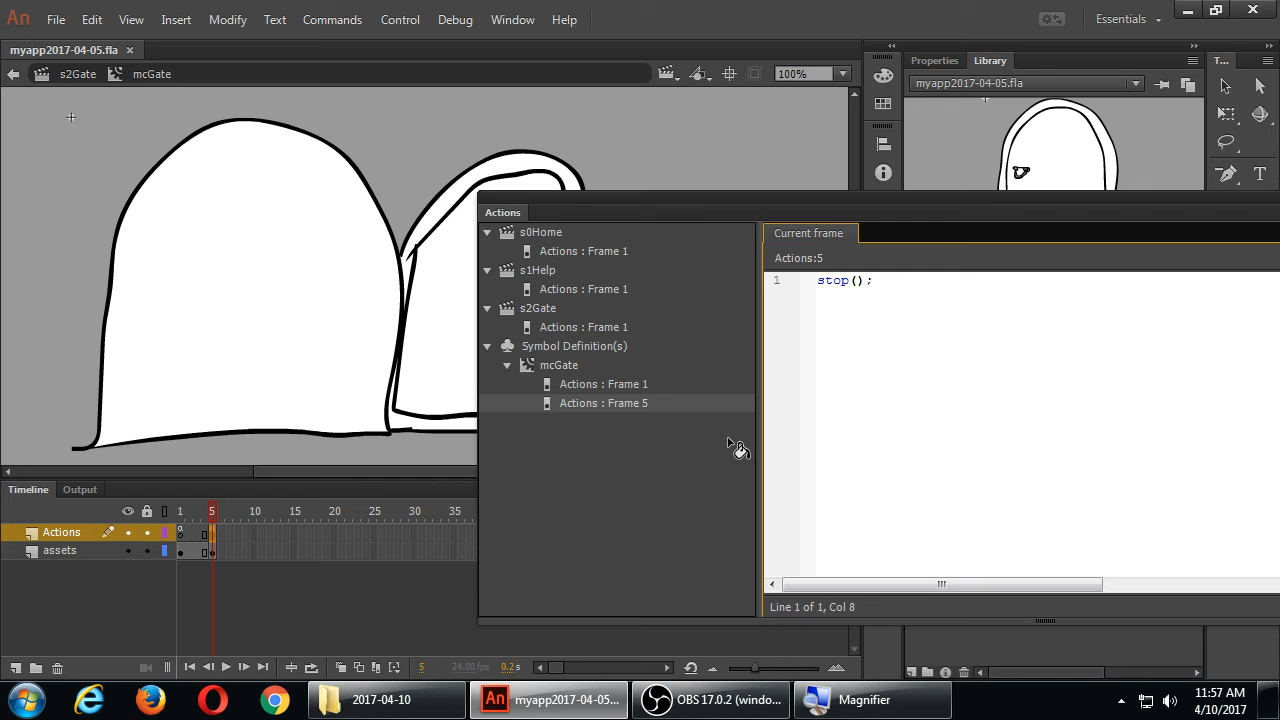 An File Edit View Insert Modify Text Commands Control Debug Window Help Essentials
myapp2017-04-05.fla ×
s2Gate mcGate 100%
Properties Library T...
myapp2017-04-05.fla
T
Actions
s0Home
Actions : Frame 1
s1Help
Actions : Frame 1
s2Gate
Actions : Frame 1
Symbol Definition(s)
mcGate
Actions : Frame 1
Actions : Frame 5
Current frame
Actions:5
1 stop();
Line 1 of 1, Col 8
Timeline Output
1 5 10 15 20 25 30 35
Actions
assets
5 24.00 fps 0.2 s
2017-04-10
An myapp2017-04-05...
OBS 17.0.2 (windo...
Magnifier
11:57 AM
4/10/2017